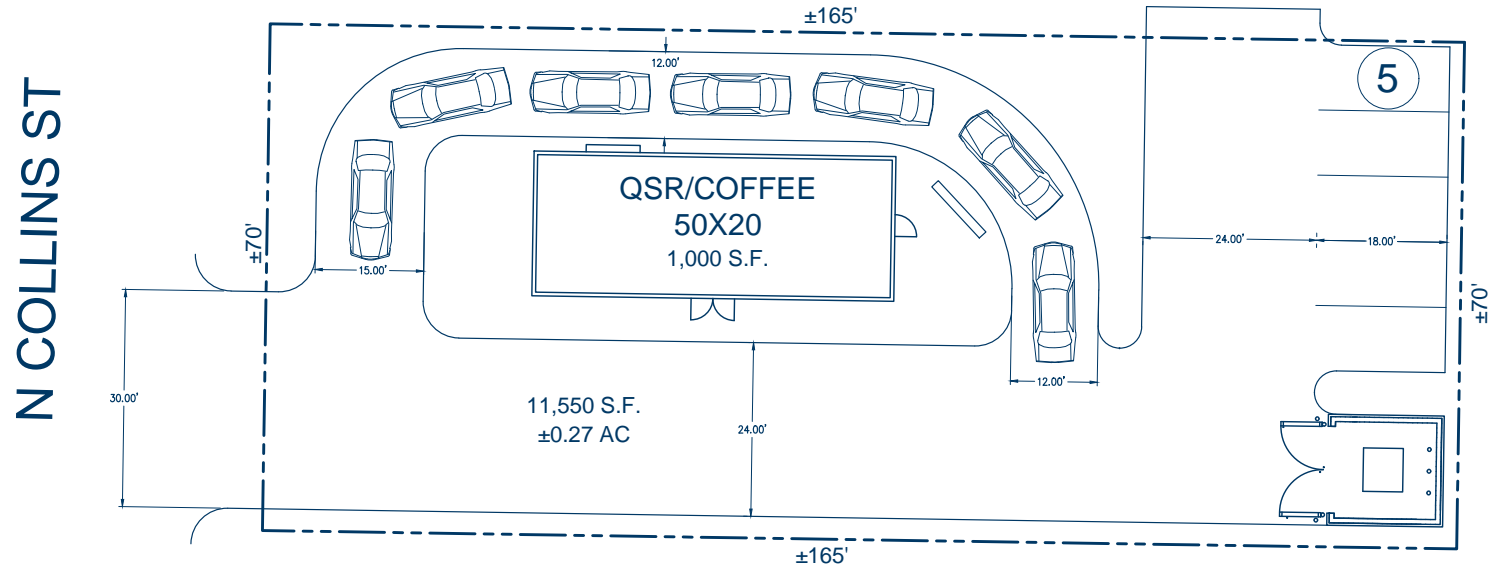 ±165'
N COLLINS ST
12.00'
5
QSR/COFFEE
50X20
1,000 S.F.
±70'
15.00'
24.00'
18.00'
±70'
30.00'
12.00'
11,550 S.F.
±0.27 AC
24.00'
±165'